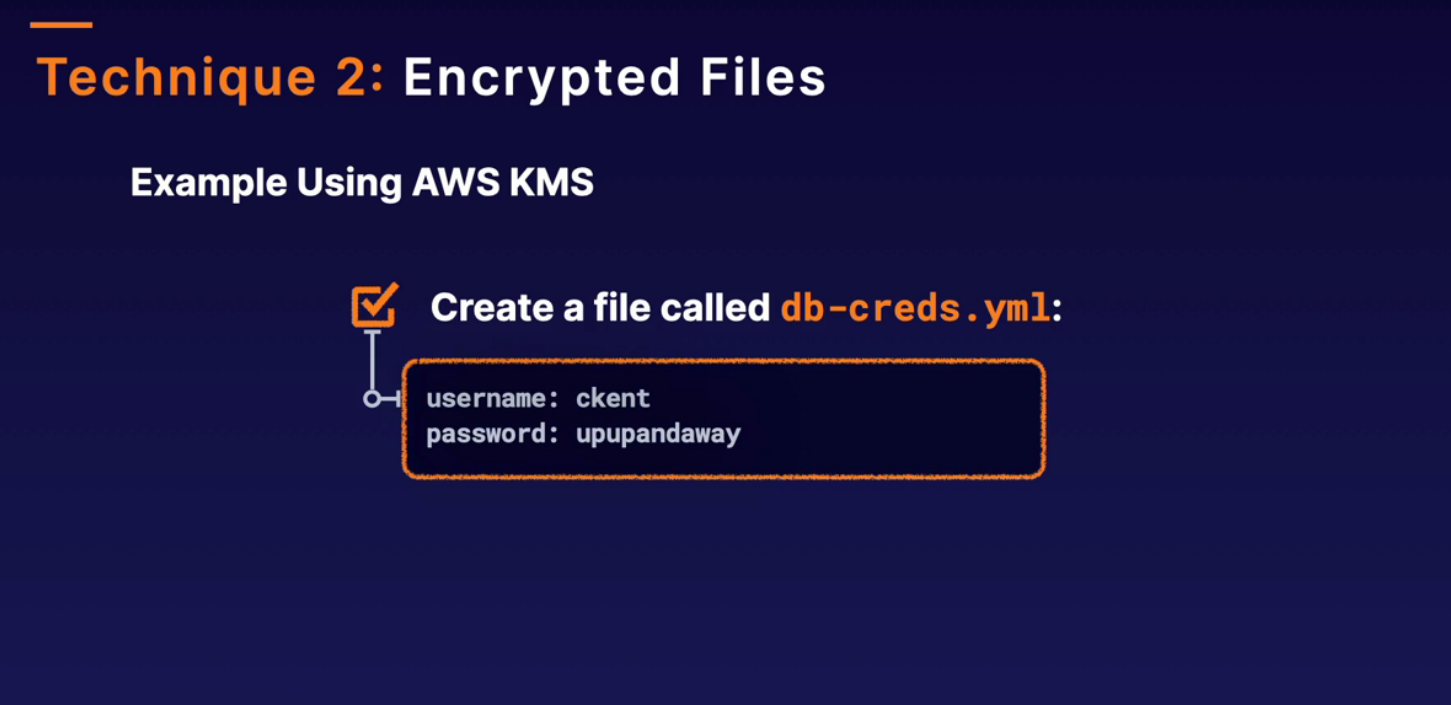 Technique 2: Encrypted Files
Example Using AWS KMS
Create a file called db-creds.yml:
username: ckent
password: upupandaway